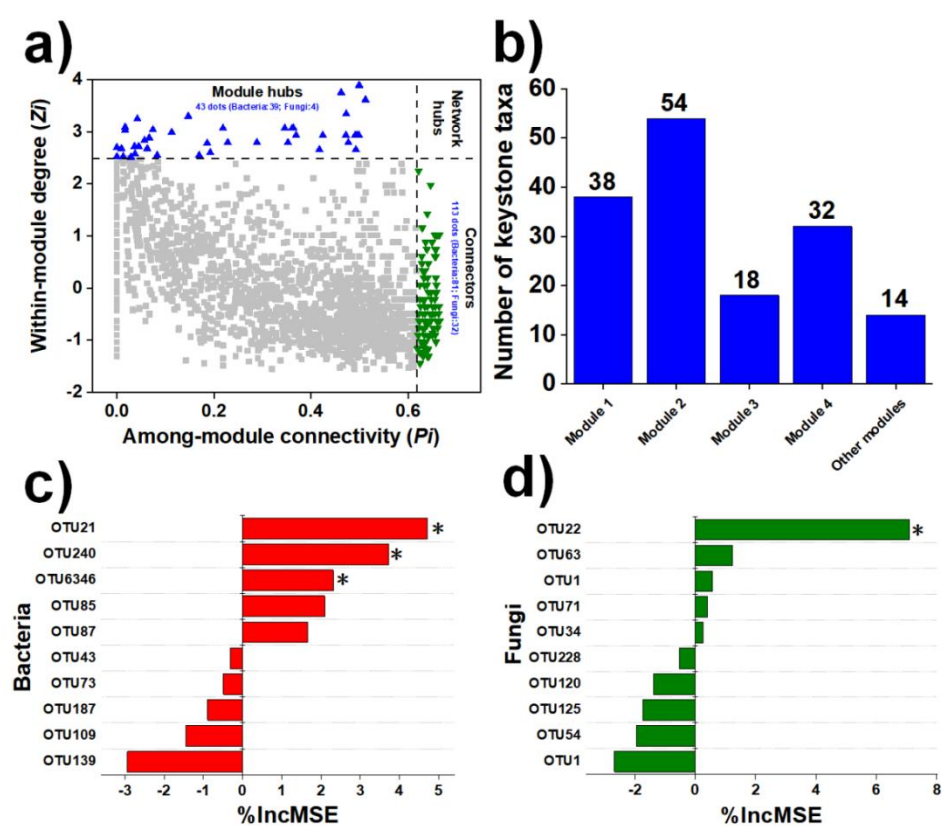 a)
Within-module degree (Zi)
4
3
2
1
0
-1
-2
Module hubs
43 dots (Bacteria:39; Fungi:4)
Network
hubs
Connectors
113 dots (Bacteria:81; Fungi:32)
0.0 0.2 0.4 0.6
Among-module connectivity (Pi)
b)
Number of keystone taxa
60
50
40
30
20
10
0
38
54
18
32
14
Module 1
Module 2
Module 3
Module 4
Other modules
c)
Bacteria
OTU21 *
OTU240 *
OTU6346 *
OTU85
OTU87
OTU43
OTU73
OTU187
OTU109
OTU139
-3 -2 -1 0 1 2 3 4 5
%IncMSE
d)
Fungi
OTU22 *
OTU63
OTU1
OTU71
OTU34
OTU228
OTU120
OTU125
OTU54
OTU1
-2 0 2 4 6 8
%IncMSE